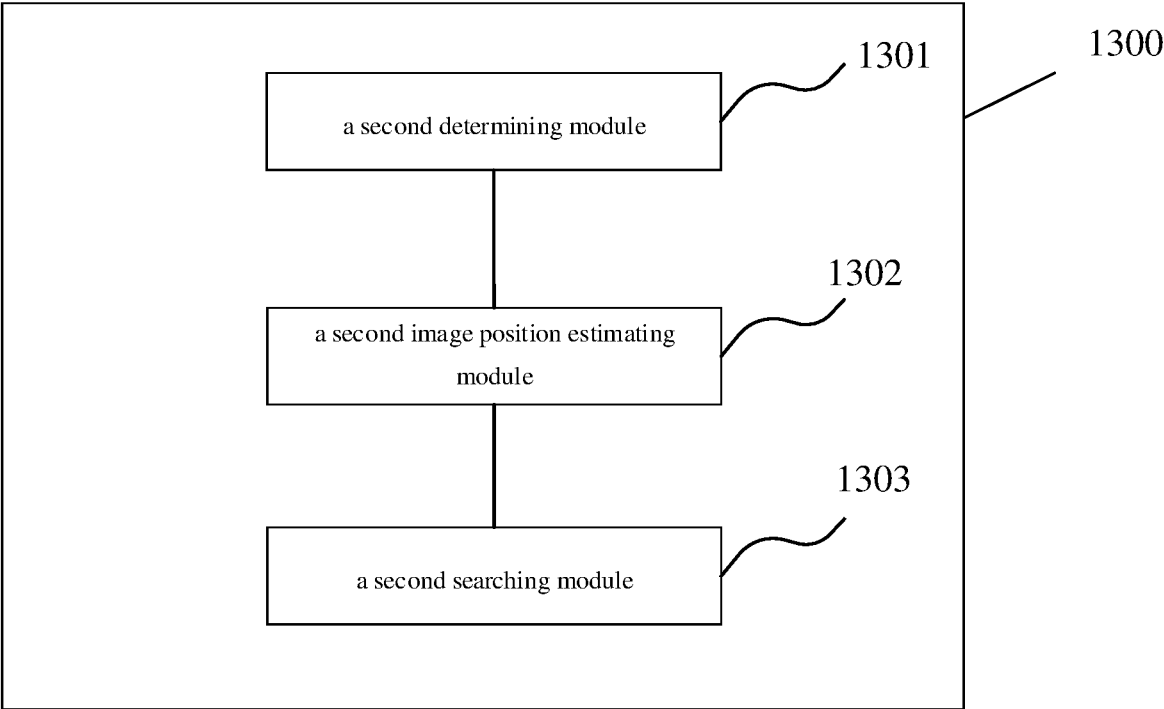 1301
1300
a second determining module
1302
a second image position estimating
module
1303
a second searching module